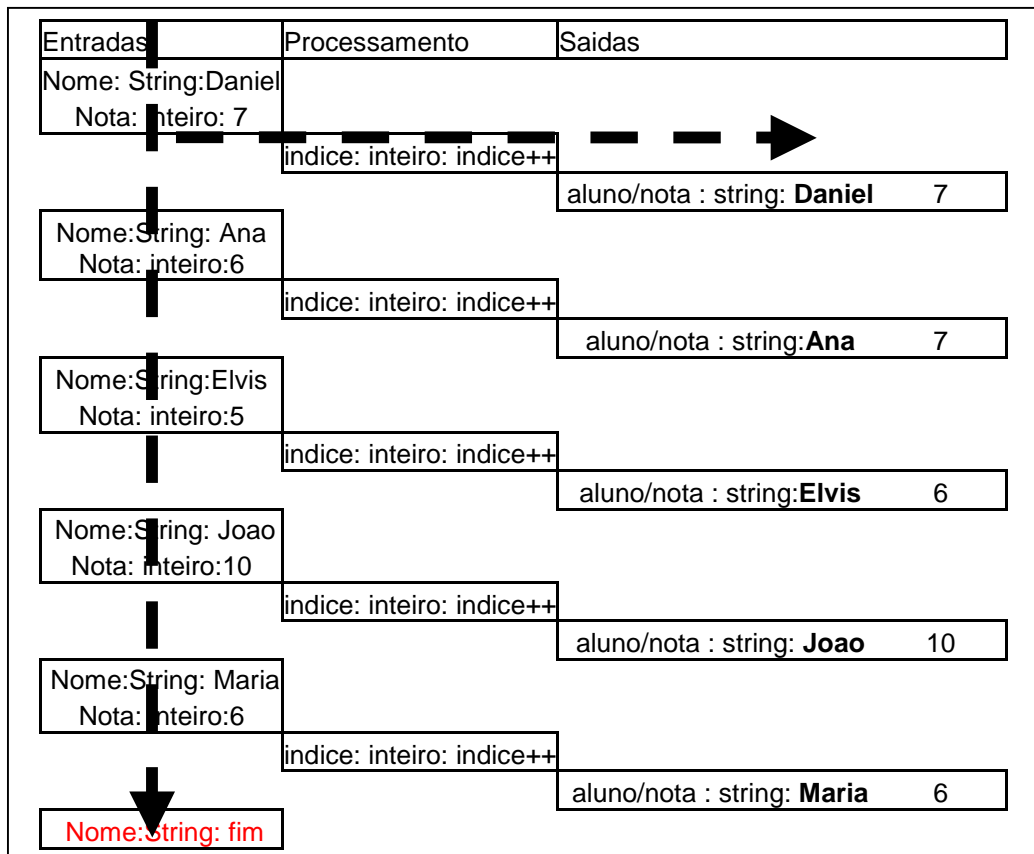 Entradas Processamento Saidas
Nome: String:Daniel
Nota: inteiro: 7
indice: inteiro: indice++
aluno/nota : string: Daniel 7
Nome:String: Ana
Nota: inteiro:6
indice: inteiro: indice++
aluno/nota : string:Ana 7
Nome:String:Elvis
Nota: inteiro:5
indice: inteiro: indice++
aluno/nota : string:Elvis 6
Nome:String: Joao
Nota: inteiro:10
indice: inteiro: indice++
aluno/nota : string: Joao 10
Nome:String: Maria
Nota: inteiro:6
indice: inteiro: indice++
aluno/nota : string: Maria 6
Nome:String: fim